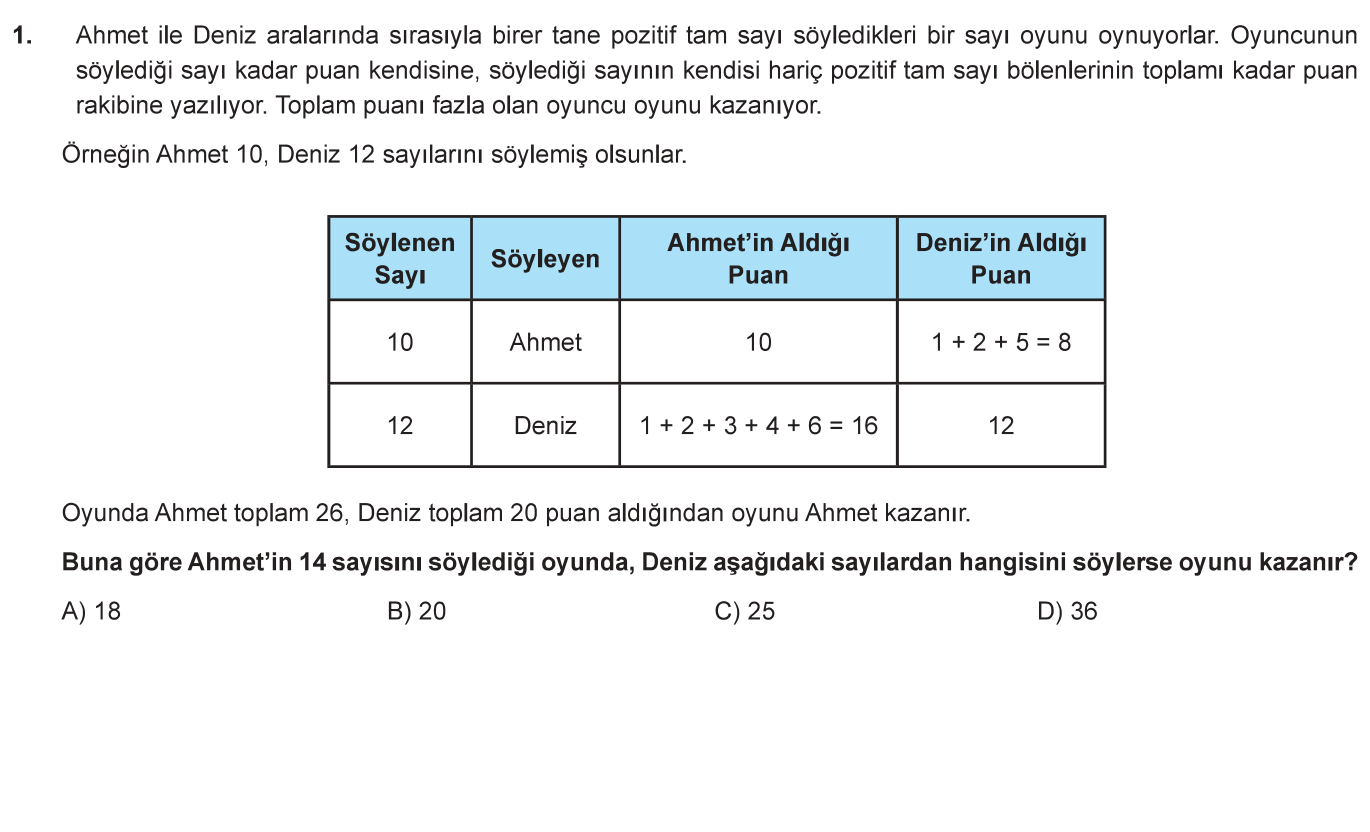 1. Ahmet ile Deniz aralarında sırasıyla birer tane pozitif tam sayı söyledikleri bir sayı oyunu oynuyorlar. Oyuncunun
söylediği sayı kadar puan kendisine, söylediği sayının kendisi hariç pozitif tam sayı bölenlerinin toplamı kadar puan
rakibine yazılıyor. Toplam puanı fazla olan oyuncu oyunu kazanıyor.
Örneğin Ahmet 10, Deniz 12 sayılarını söylemiş olsunlar.
Söylenen Sayı Söyleyen Ahmet'in Aldığı Puan Deniz'in Aldığı Puan
10 Ahmet 10 1 + 2 + 5 = 8
12 Deniz 1 + 2 + 3 + 4 + 6 = 16 12
Oyunda Ahmet toplam 26, Deniz toplam 20 puan aldığından oyunu Ahmet kazanır.
Buna göre Ahmet'in 14 sayısını söylediği oyunda, Deniz aşağıdaki sayılardan hangisini söylerse oyunu kazanır?
A) 18 B) 20 C) 25 D) 36